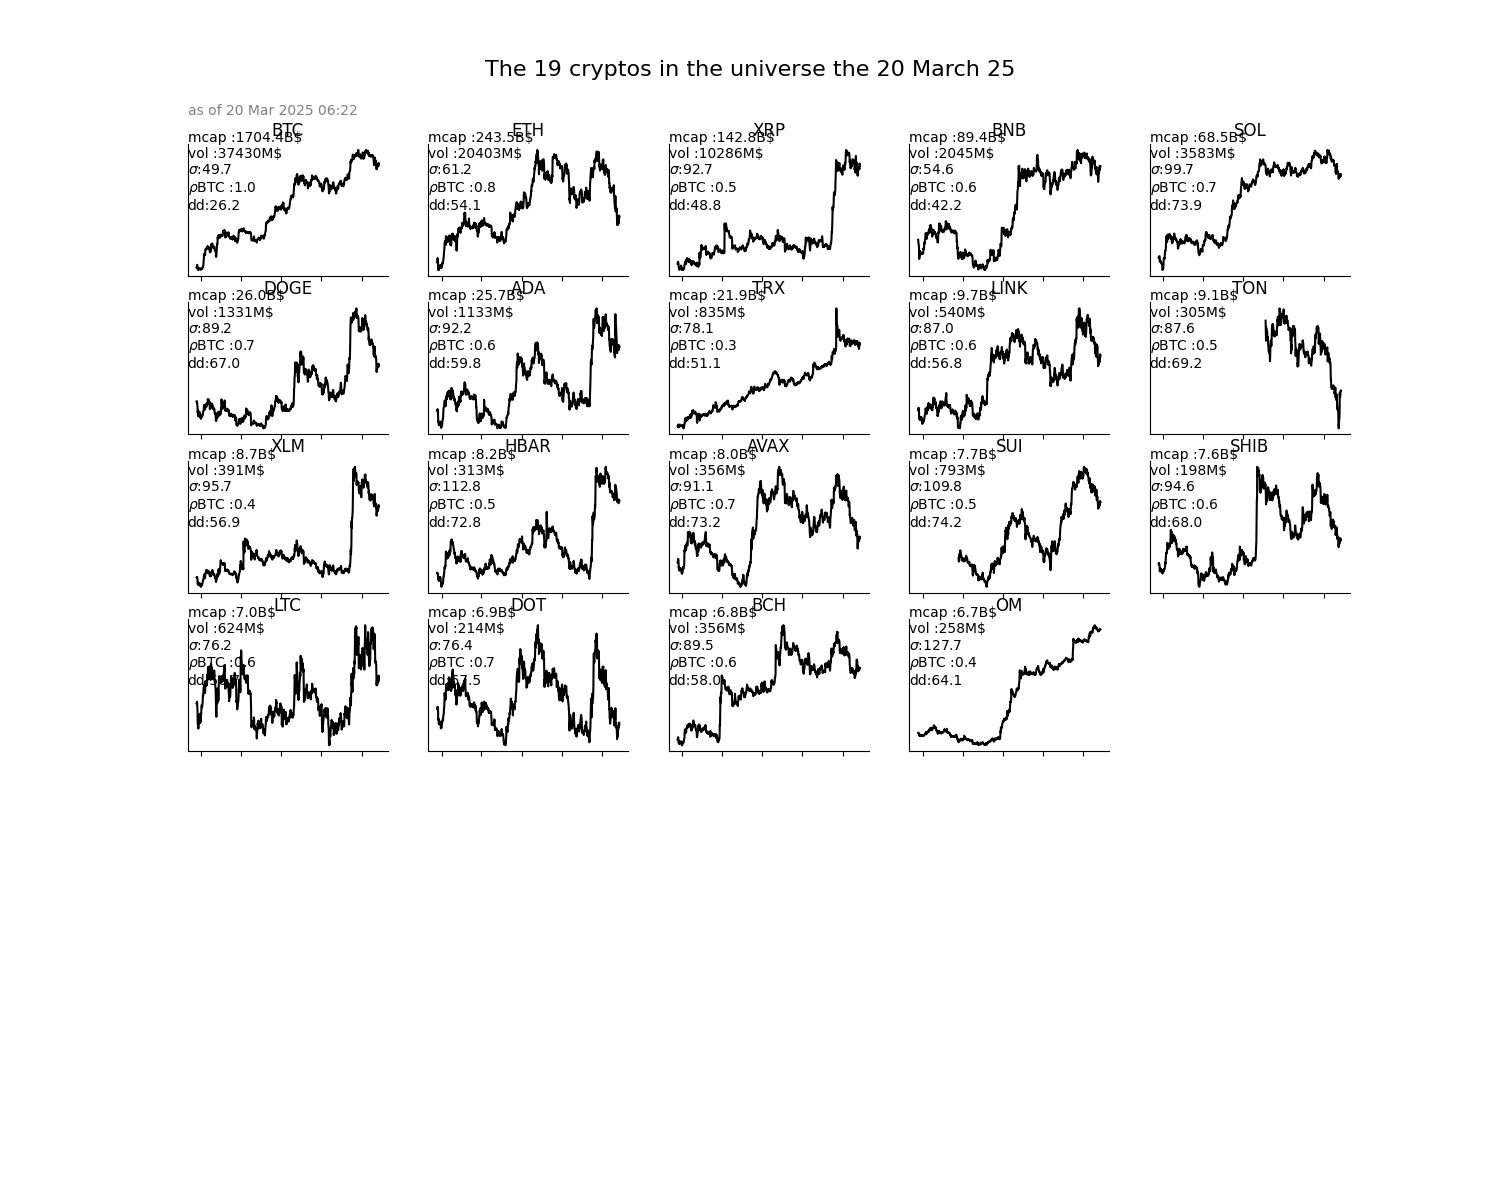 The 19 cryptos in the universe the 20 March 25
as of 20 Mar 2025 06:22
BTC
mcap :1704.4B$
vol :37430M$
σ:49.7
ρBTC :1.0
dd:26.2
ETH
mcap :243.5B$
vol :20403M$
σ:61.2
ρBTC :0.8
dd:54.1
XRP
mcap :142.8B$
vol :10286M$
σ:92.7
ρBTC :0.5
dd:48.8
BNB
mcap :89.4B$
vol :2045M$
σ:54.6
ρBTC :0.6
dd:42.2
SOL
mcap :68.5B$
vol :3583M$
σ:99.7
ρBTC :0.7
dd:73.9
DOGE
mcap :26.0B$
vol :1331M$
σ:89.2
ρBTC :0.7
dd:67.0
ADA
mcap :25.7B$
vol :1133M$
σ:92.2
ρBTC :0.6
dd:59.8
TRX
mcap :21.9B$
vol :835M$
σ:78.1
ρBTC :0.3
dd:51.1
LINK
mcap :9.7B$
vol :540M$
σ:87.0
ρBTC :0.6
dd:56.8
TON
mcap :9.1B$
vol :305M$
σ:87.6
ρBTC :0.5
dd:69.2
XLM
mcap :8.7B$
vol :391M$
σ:95.7
ρBTC :0.4
dd:56.9
HBAR
mcap :8.2B$
vol :313M$
σ:112.8
ρBTC :0.5
dd:72.8
AVAX
mcap :8.0B$
vol :356M$
σ:91.1
ρBTC :0.7
dd:73.2
SUI
mcap :7.7B$
vol :793M$
σ:109.8
ρBTC :0.5
dd:74.2
SHIB
mcap :7.6B$
vol :198M$
σ:94.6
ρBTC :0.6
dd:68.0
LTC
mcap :7.0B$
vol :624M$
σ:76.2
ρBTC :0.6
DOT
mcap :6.9B$
vol :214M$
σ:76.4
ρBTC :0.7
dd:67.5
BCH
mcap :6.8B$
vol :356M$
σ:89.5
ρBTC :0.6
dd:58.0
OM
mcap :6.7B$
vol :258M$
σ:127.7
ρBTC :0.4
dd:64.1